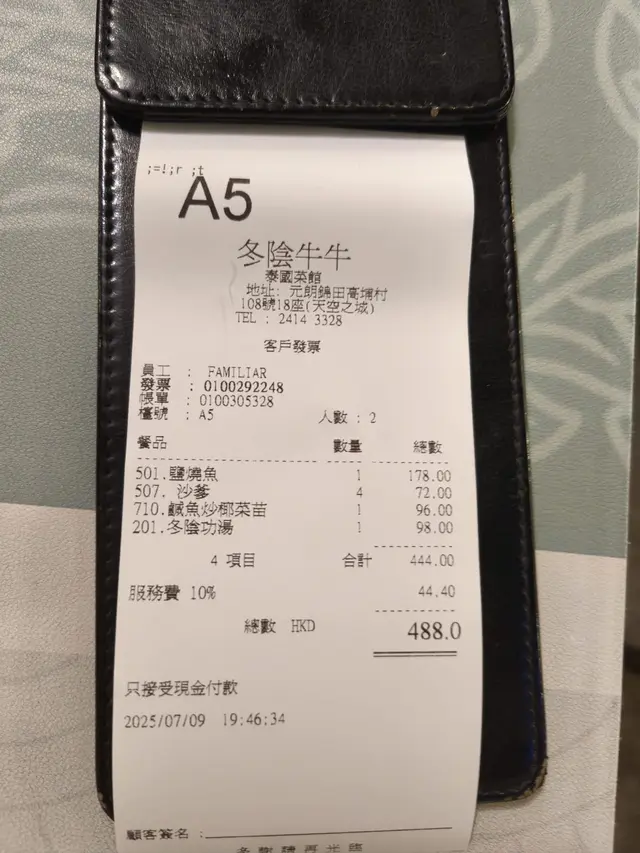 ;=!;r ;t
A5
冬陰牛牛
泰國菜館
地址: 元朗錦田高埔村
108號18座(天空之城)
TEL : 2414 3328
客戶發票
員工 : FAMILIAR
發票 : 0100292248
帳單 : 0100305328
檯號 : A5 人數 : 2
餐品 數量 總數
501.鹽燒魚 1 178.00
507. 沙爹 4 72.00
710.鹹魚炒椰菜苗 1 96.00
201.冬陰功湯 1 98.00
4 項目 合計 444.00
服務費 10% 44.40
總數 HKD 488.0
只接受現金付款
2025/07/09 19:46:34
顧客簽名 :